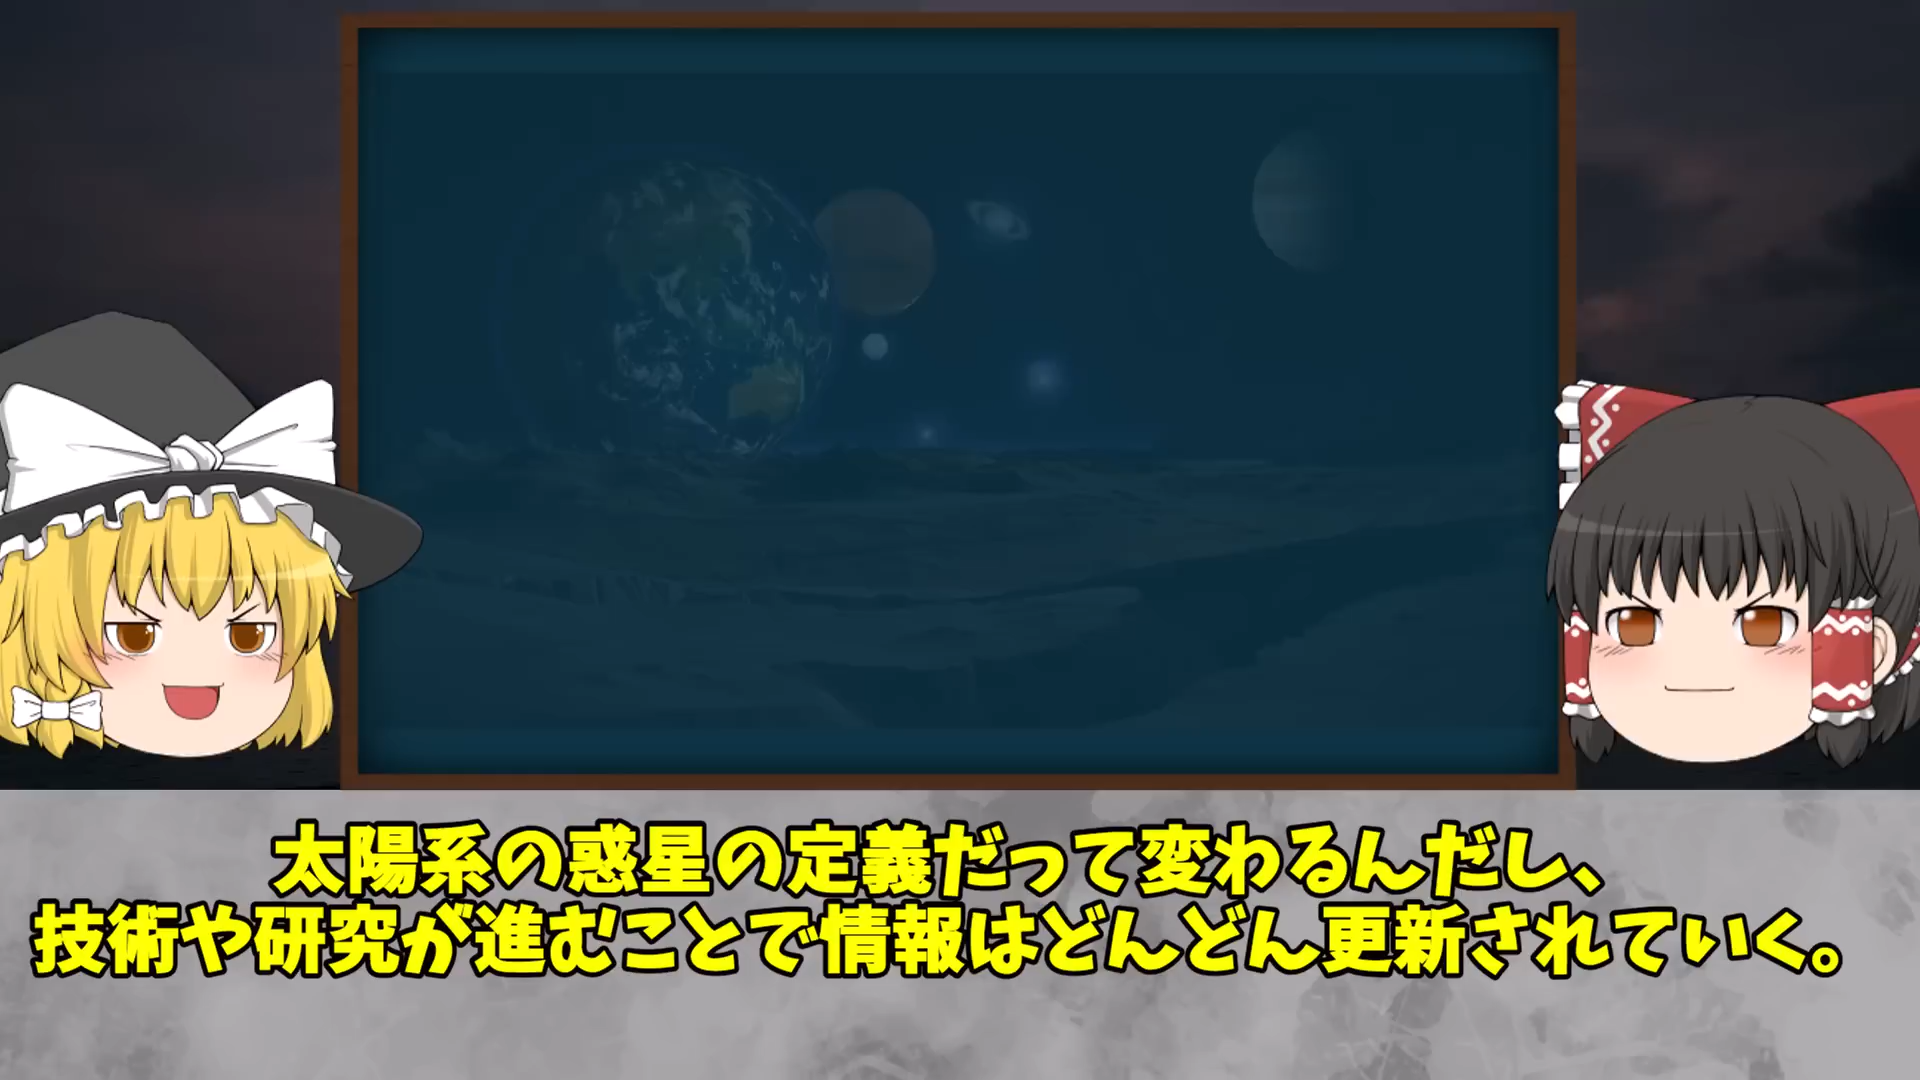 太陽系の惑星の定義だって変わるんだし、
技術や研究が進むことで情報はどんどん更新されていく。